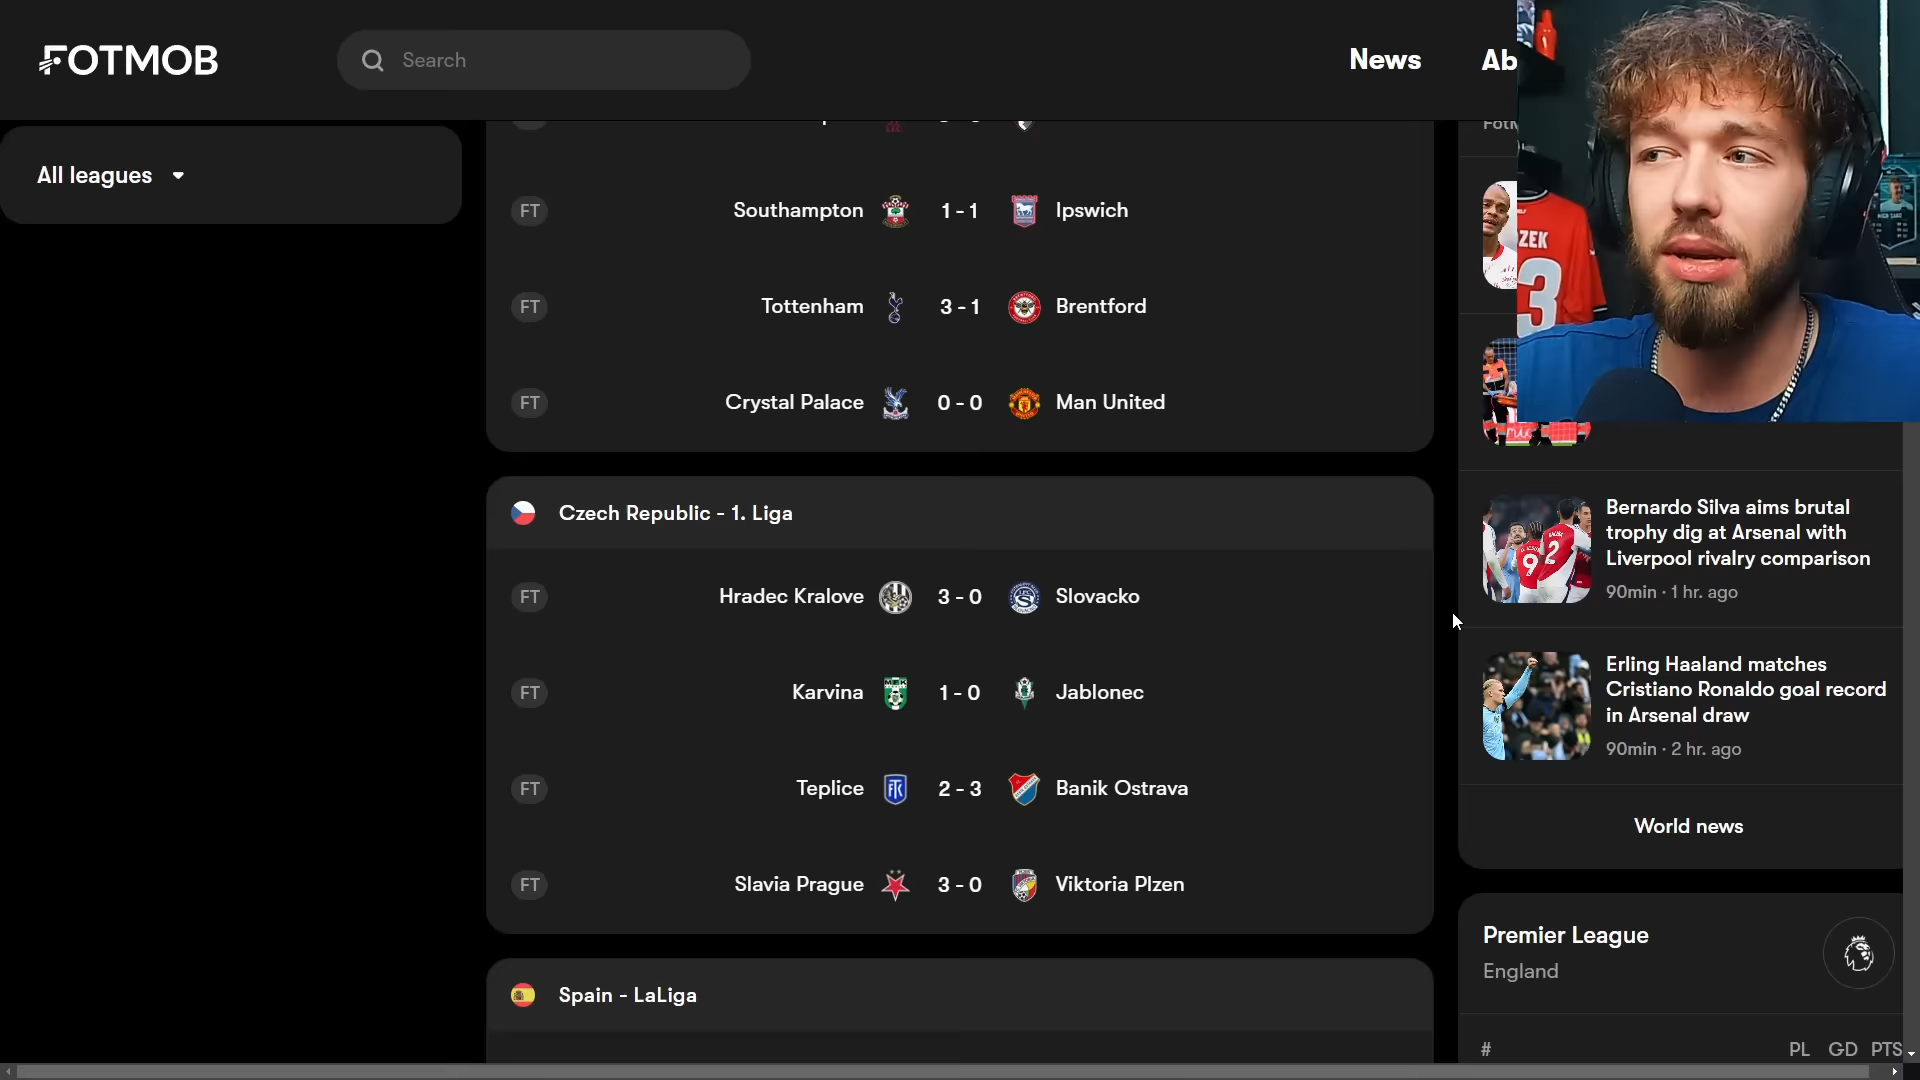 FOTMOB
Search
News
Ab
All leagues
FT
Southampton
1 - 1
Ipswich
FT
Tottenham
3 - 1
Brentford
FT
Crystal Palace
0 - 0
Man United
Czech Republic - 1. Liga
FT
Hradec Kralove
3 - 0
Slovacko
FT
Karvina
1 - 0
Jablonec
FT
Teplice
2 - 3
Banik Ostrava
FT
Slavia Prague
3 - 0
Viktoria Plzen
Spain - LaLiga
ZEK
3
Bernardo Silva aims brutal
trophy dig at Arsenal with
Liverpool rivalry comparison
90min · 1 hr. ago
Erling Haaland matches
Cristiano Ronaldo goal record
in Arsenal draw
90min · 2 hr. ago
World news
Premier League
England
# PL GD PTS